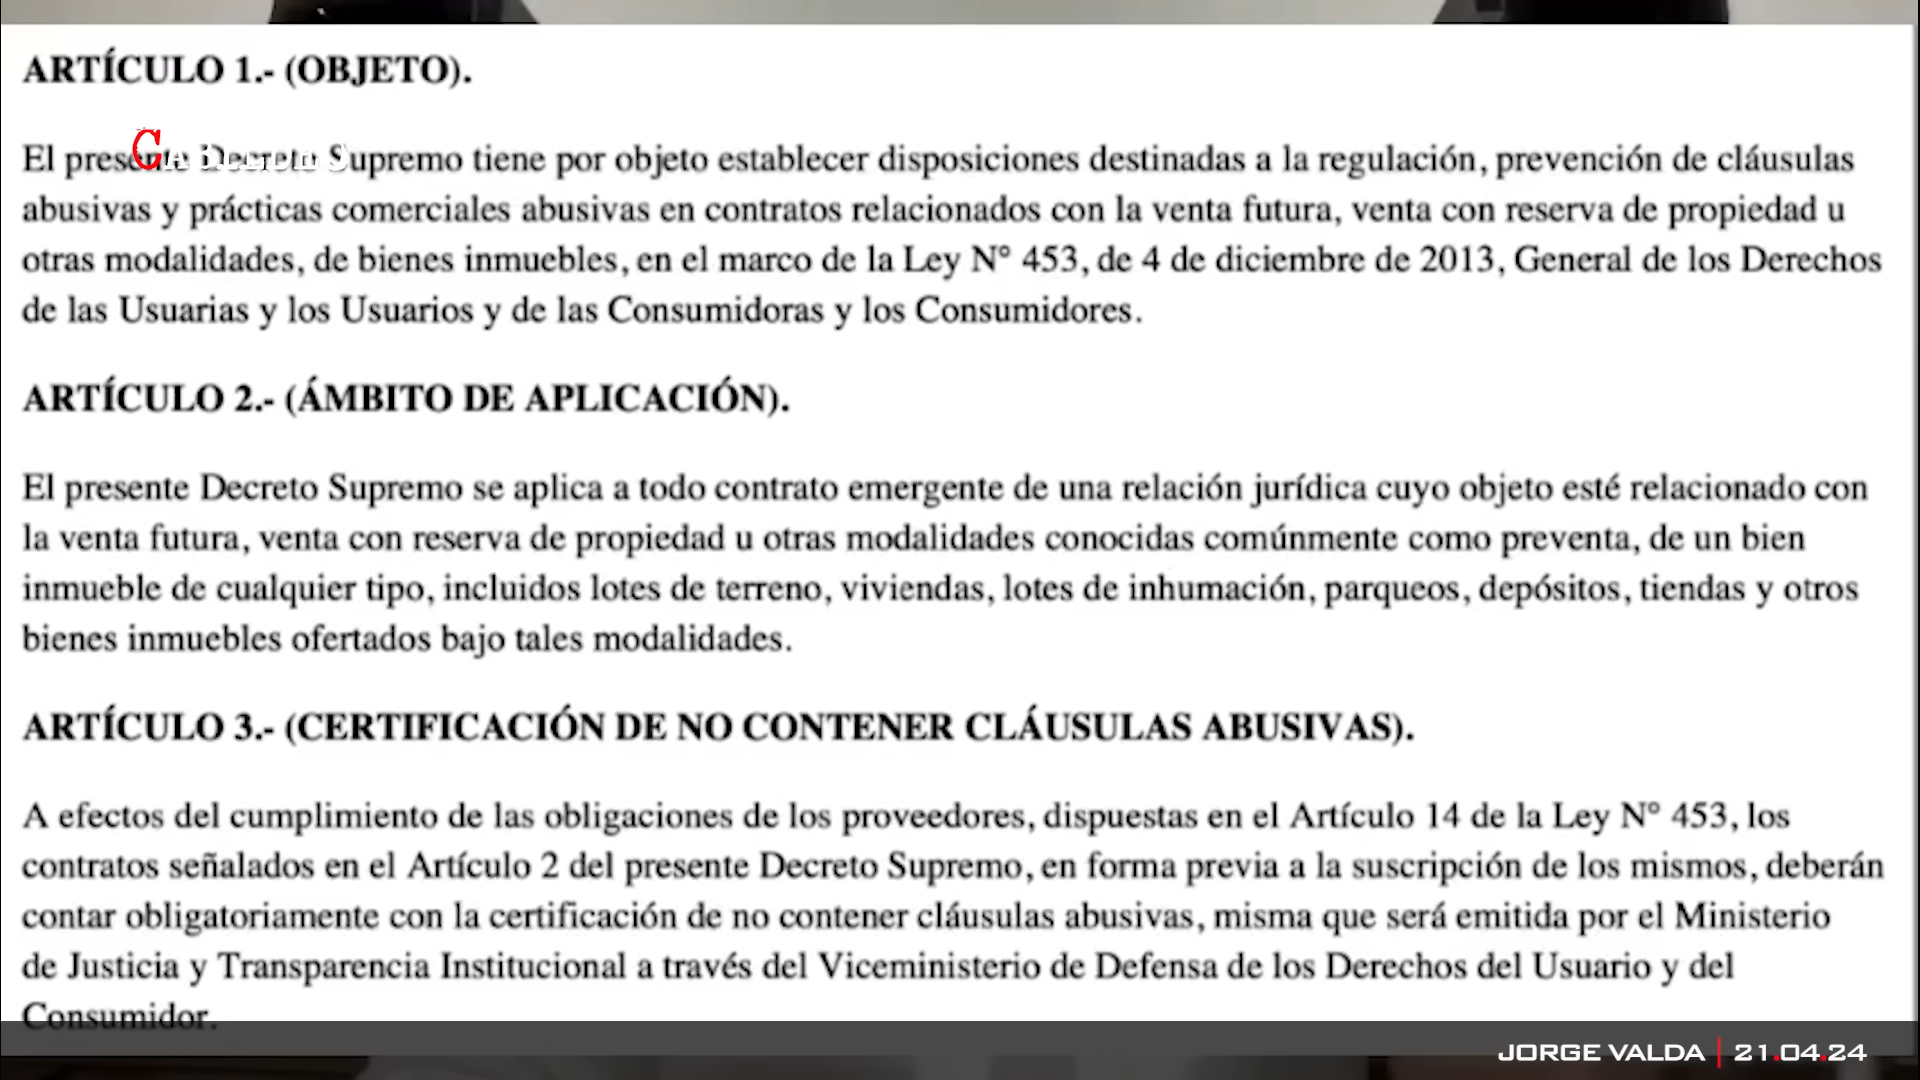 ARTÍCULO 1.- (OBJETO).
El presente Decreto Supremo tiene por objeto establecer disposiciones destinadas a la regulación, prevención de cláusulas
abusivas y prácticas comerciales abusivas en contratos relacionados con la venta futura, venta con reserva de propiedad u
otras modalidades, de bienes inmuebles, en el marco de la Ley N° 453, de 4 de diciembre de 2013, General de los Derechos
de las Usuarias y los Usuarios y de las Consumidoras y los Consumidores.
ARTÍCULO 2.- (ÁMBITO DE APLICACIÓN).
El presente Decreto Supremo se aplica a todo contrato emergente de una relación jurídica cuyo objeto esté relacionado con
la venta futura, venta con reserva de propiedad u otras modalidades conocidas comúnmente como preventa, de un bien
inmueble de cualquier tipo, incluidos lotes de terreno, viviendas, lotes de inhumación, parqueos, depósitos, tiendas y otros
bienes inmuebles ofertados bajo tales modalidades.
ARTÍCULO 3.- (CERTIFICACIÓN DE NO CONTENER CLÁUSULAS ABUSIVAS).
A efectos del cumplimiento de las obligaciones de los proveedores, dispuestas en el Artículo 14 de la Ley N° 453, los
contratos señalados en el Artículo 2 del presente Decreto Supremo, en forma previa a la suscripción de los mismos, deberán
contar obligatoriamente con la certificación de no contener cláusulas abusivas, misma que será emitida por el Ministerio
de Justicia y Transparencia Institucional a través del Viceministerio de Defensa de los Derechos del Usuario y del
Consumidor.
JORGE VALDA | 21.04.24